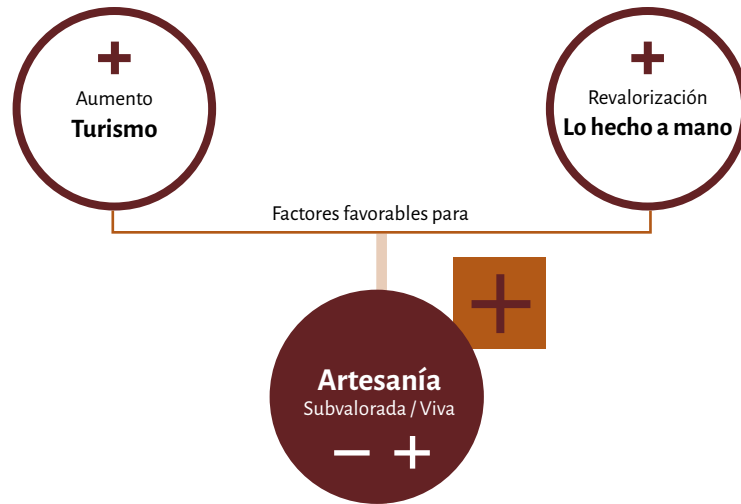 +
Aumento
Turismo
+
Revalorización
Lo hecho a mano
Factores favorables para
+
Artesanía
Subvalorada / Viva
− +